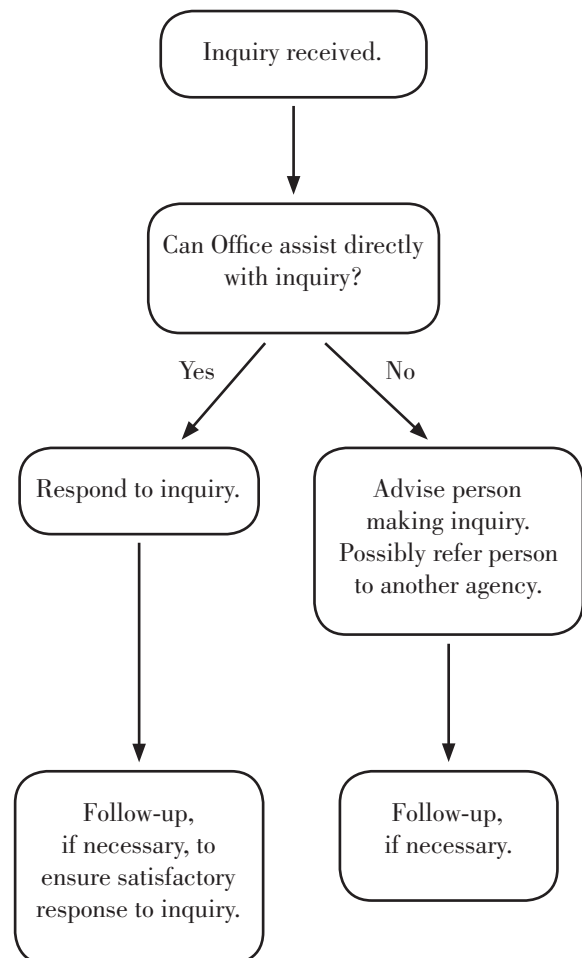 Inquiry received.
Can Office assist directly
with inquiry?
Yes
No
Respond to inquiry.
Advise person
making inquiry.
Possibly refer person
to another agency.
Follow-up,
if necessary, to
ensure satisfactory
response to inquiry.
Follow-up,
if necessary.